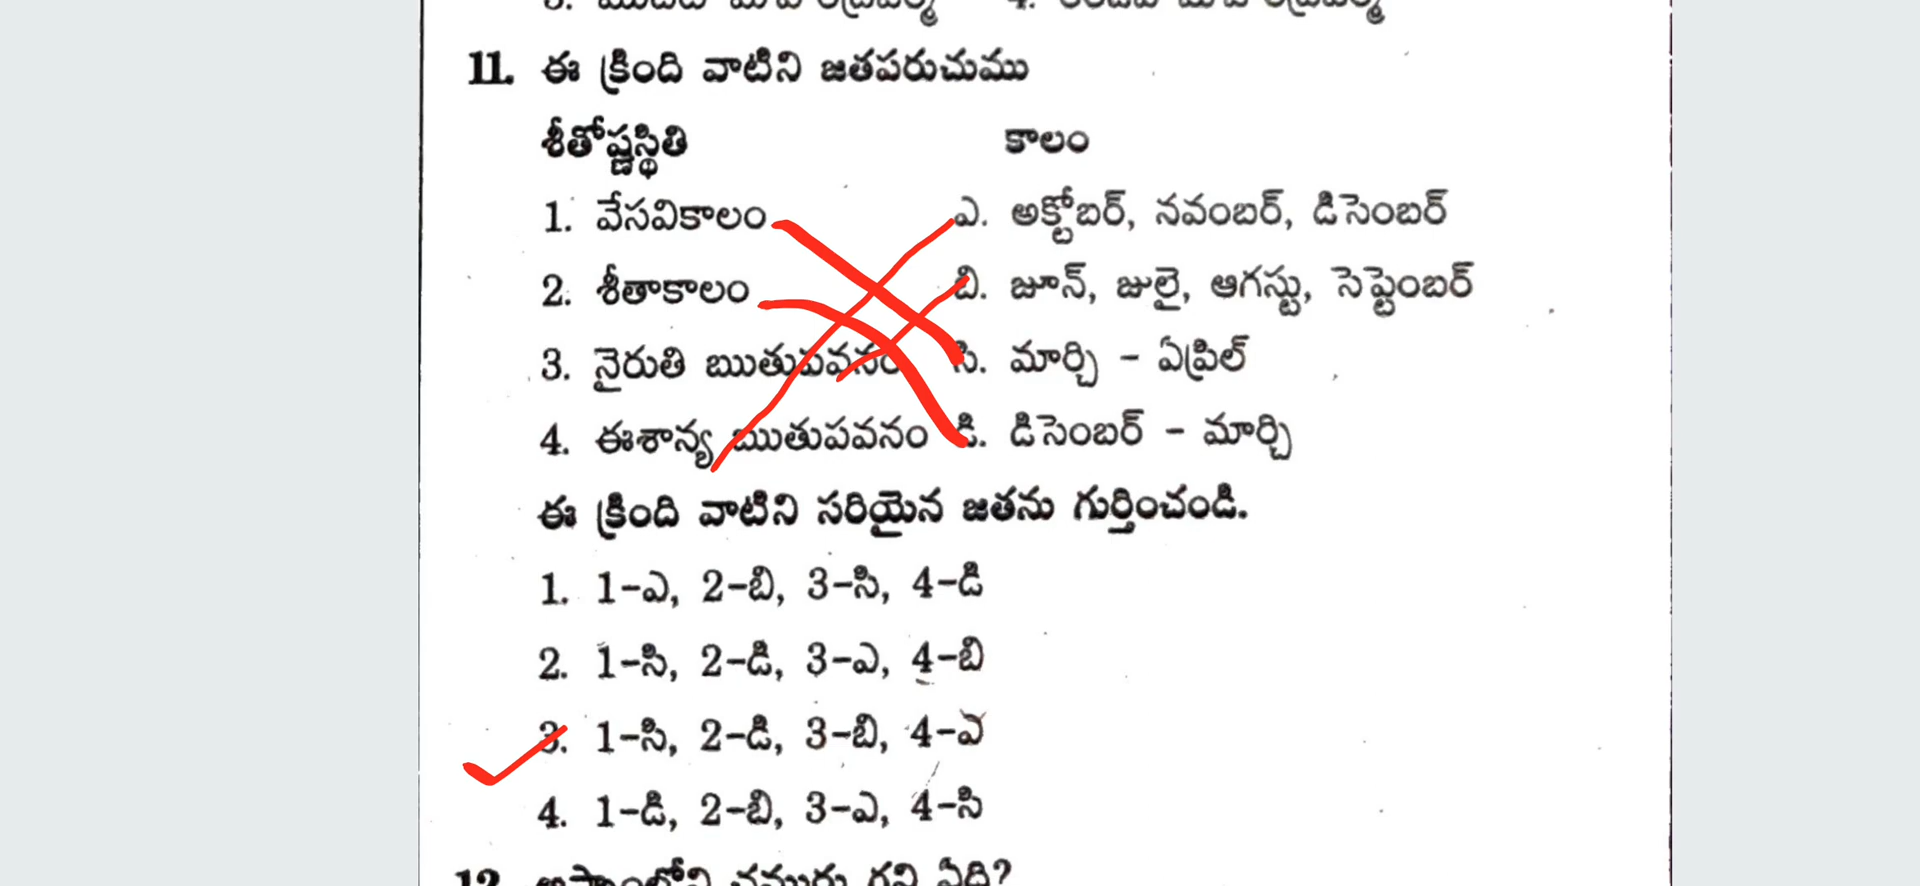 11. ఈ క్రింది వాటిని జతపరుచుము
శీతోష్ణస్థితి కాలం
1. వేసవికాలం ఎ. అక్టోబర్, నవంబర్, డిసెంబర్
2. శీతాకాలం బి. జూన్, జులై, ఆగస్టు, సెప్టెంబర్
3. నైరుతి ఋతుపవనం సి. మార్చి - ఏప్రిల్
4. ఈశాన్య ఋతుపవనం డి. డిసెంబర్ - మార్చి
ఈ క్రింది వాటిని సరియైన జతను గుర్తించండి.
1. 1-ఎ, 2-బి, 3-సి, 4-డి
2. 1-సి, 2-డి, 3-ఎ, 4-బి
3. 1-సి, 2-డి, 3-బి, 4-ఎ
4. 1-డి, 2-బి, 3-ఎ, 4-సి